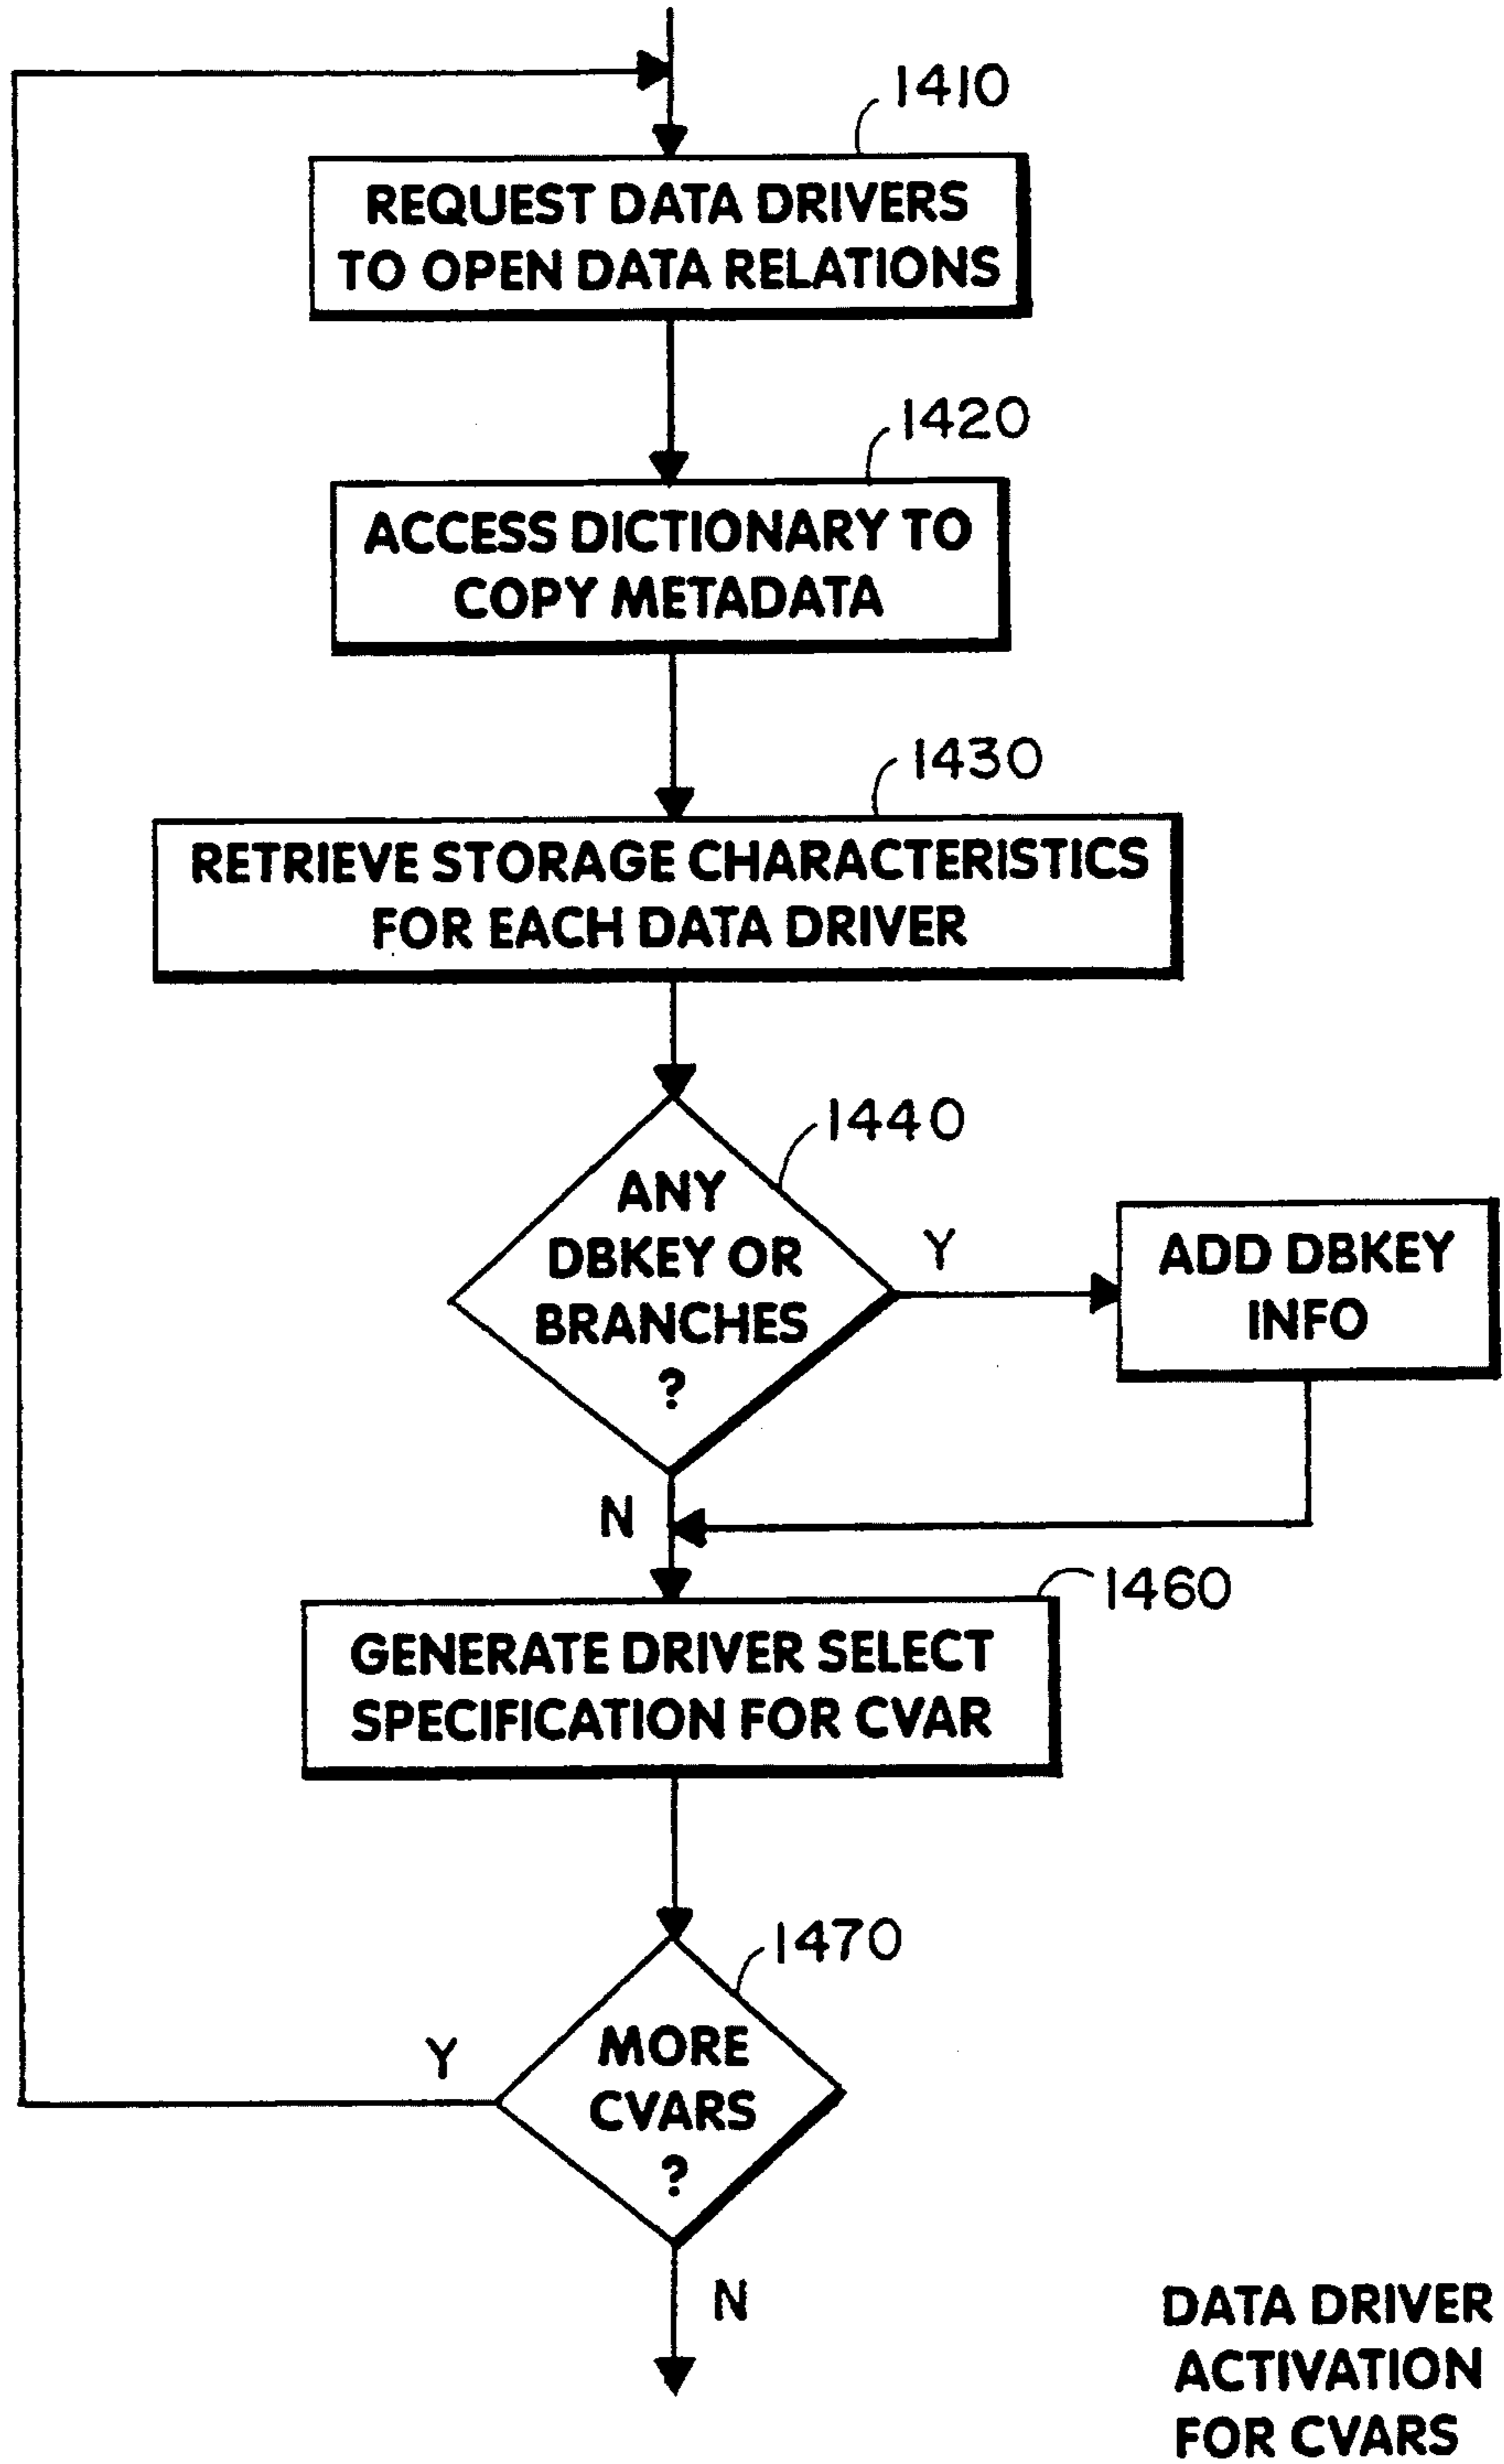 1410
REQUEST DATA DRIVERS
TO OPEN DATA RELATIONS
1420
ACCESS DICTIONARY TO
COPY METADATA
1430
RETRIEVE STORAGE CHARACTERISTICS
FOR EACH DATA DRIVER
1440
ANY
DBKEY OR
BRANCHES
?
Y
ADD DBKEY
INFO
N
1460
GENERATE DRIVER SELECT
SPECIFICATION FOR CVAR
1470
MORE
CVARS
?
Y
N
DATA DRIVER
ACTIVATION
FOR CVARS